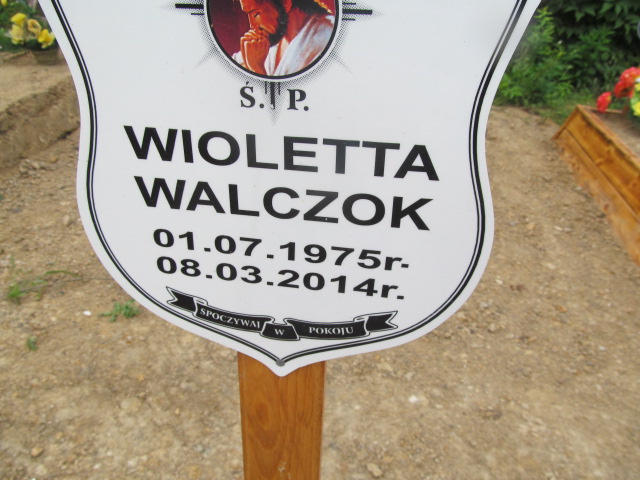 Ś. P.
WIOLETTA
WALCZOK
01.07.1975r.
08.03.2014r.
SPOCZYWAJ W POKOJU